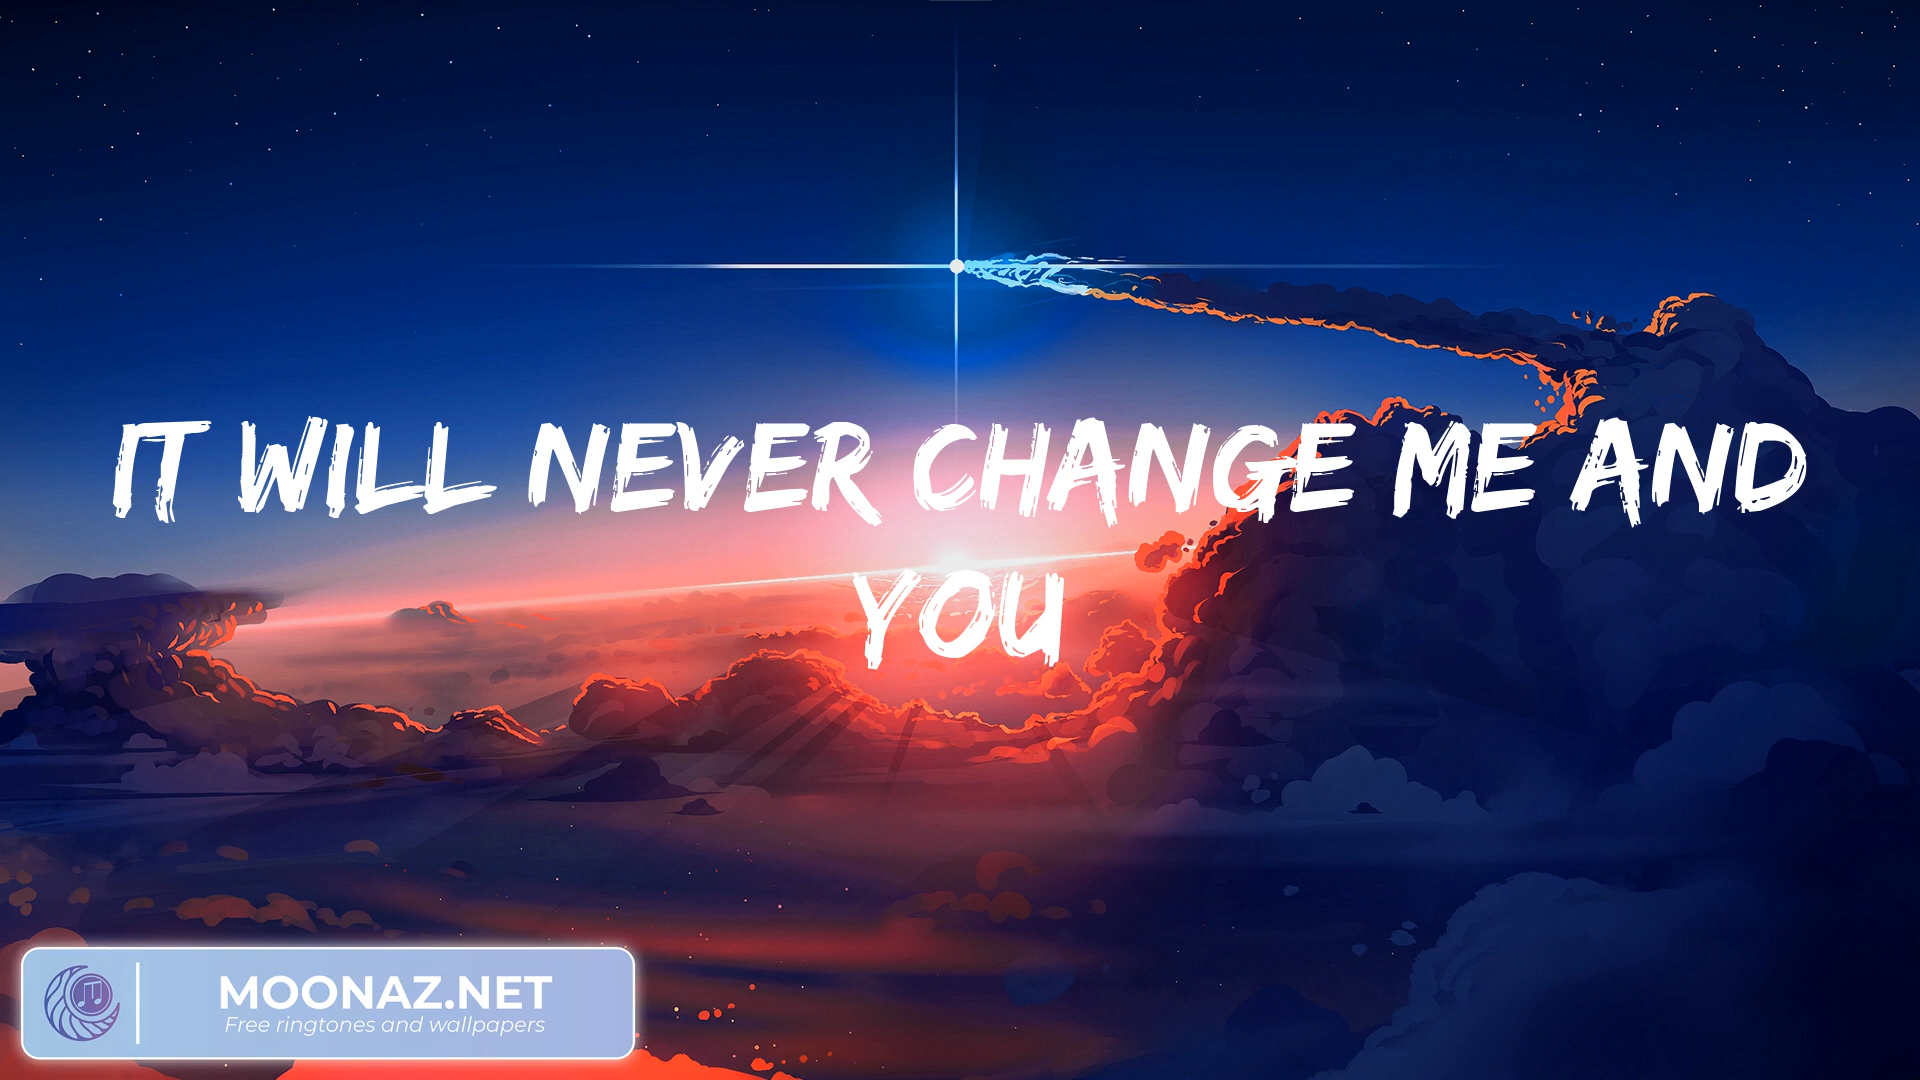 IT WILL NEVER CHANGE ME AND
YOU
MOONAZ.NET
Free ringtones and wallpapers